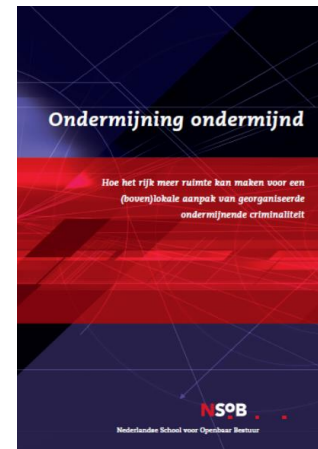 Ondermijning ondermijnd
Hoe het rijk meer ruimte kan maken voor een
(boven)lokale aanpak van georganiseerde
ondermijnende criminaliteit
NSOB
Nederlandse School voor Openbaar Bestuur